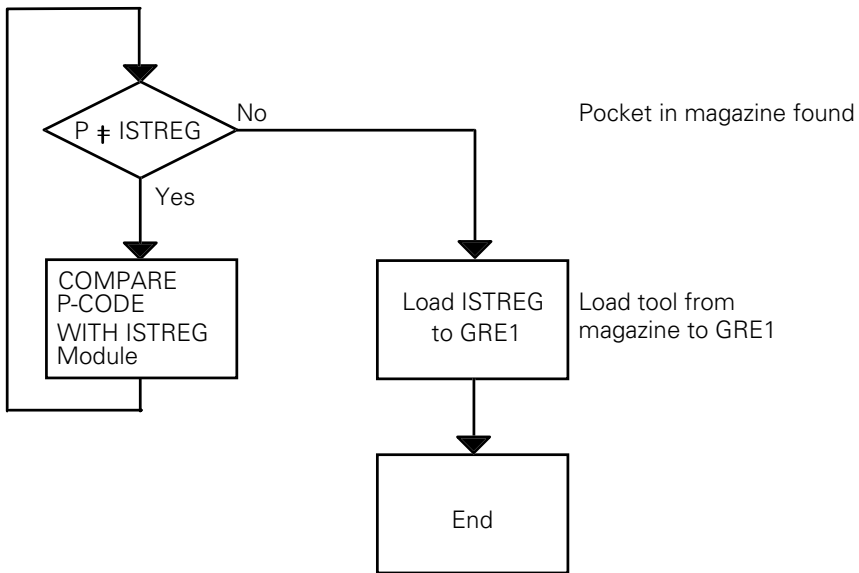 No
Pocket in magazine found
P ǂ ISTREG
Yes
COMPARE
P-CODE
WITH ISTREG
Module
Load ISTREG
to GRE1
Load tool from
magazine to GRE1
End